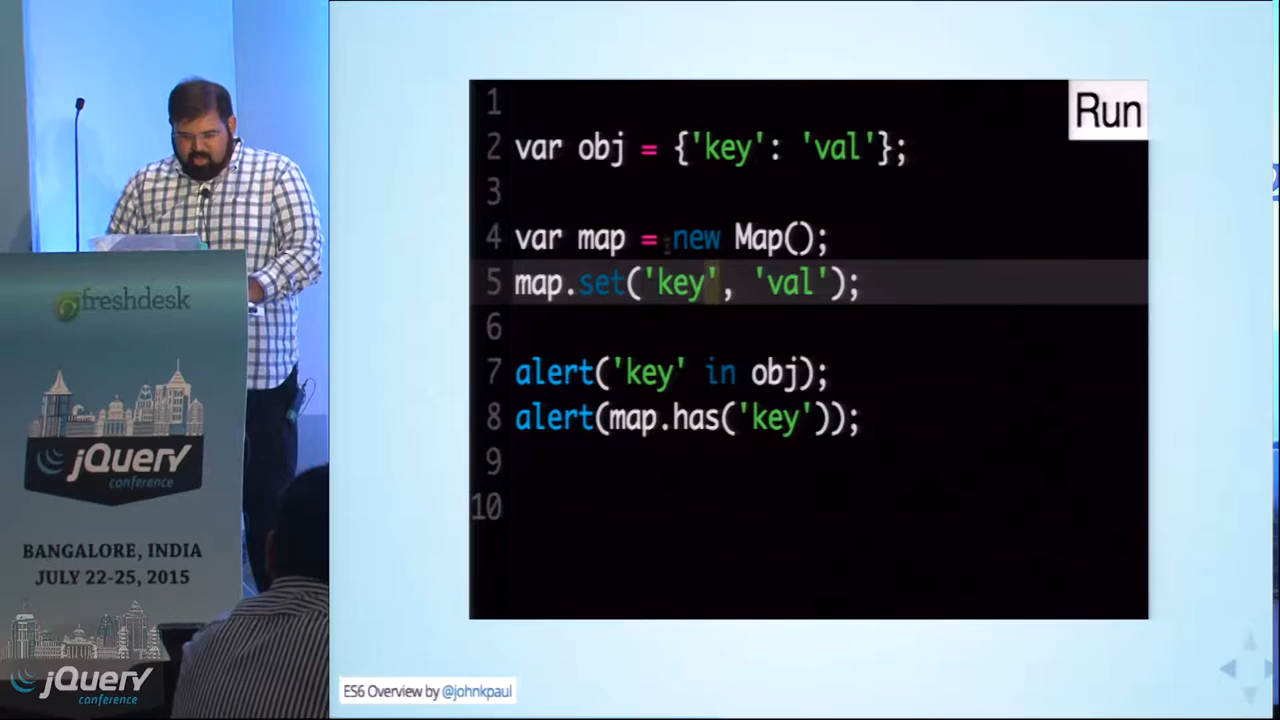 freshdesk
jQuery
conference
BANGALORE, INDIA
JULY 22-25, 2015
jQuery
conference
Run
1
2 var obj = {'key': 'val'};
3
4 var map = new Map();
5 map.set('key', 'val');
6
7 alert('key' in obj);
8 alert(map.has('key'));
9
10
ES6 Overview by @johnkpaul